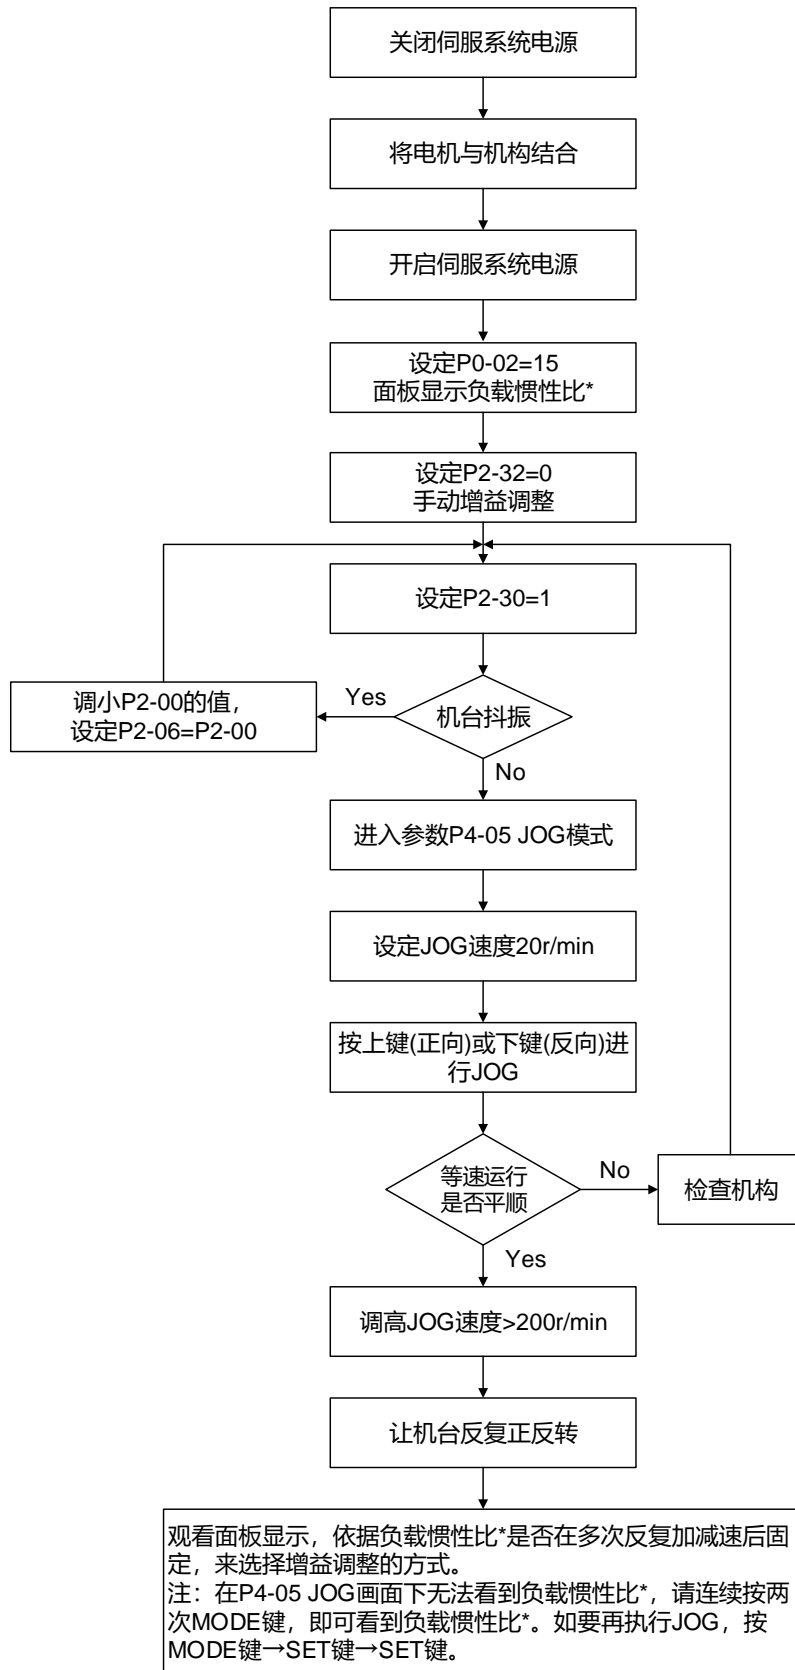 关闭伺服系统电源
将电机与机构结合
开启伺服系统电源
设定P0-02=15
面板显示负载惯性比*
设定P2-32=0
手动增益调整
设定P2-30=1
调小P2-00的值，
设定P2-06=P2-00
Yes
机台抖振
No
进入参数P4-05 JOG模式
设定JOG速度20r/min
按上键(正向)或下键(反向)进
行JOG
等速运行
是否平顺
No
检查机构
Yes
调高JOG速度>200r/min
让机台反复正反转
观看面板显示，依据负载惯性比*是否在多次反复加减速后固
定，来选择增益调整的方式。
注：在P4-05 JOG画面下无法看到负载惯性比*，请连续按两
次MODE键，即可看到负载惯性比*。如要再执行JOG，按
MODE键→SET键→SET键。